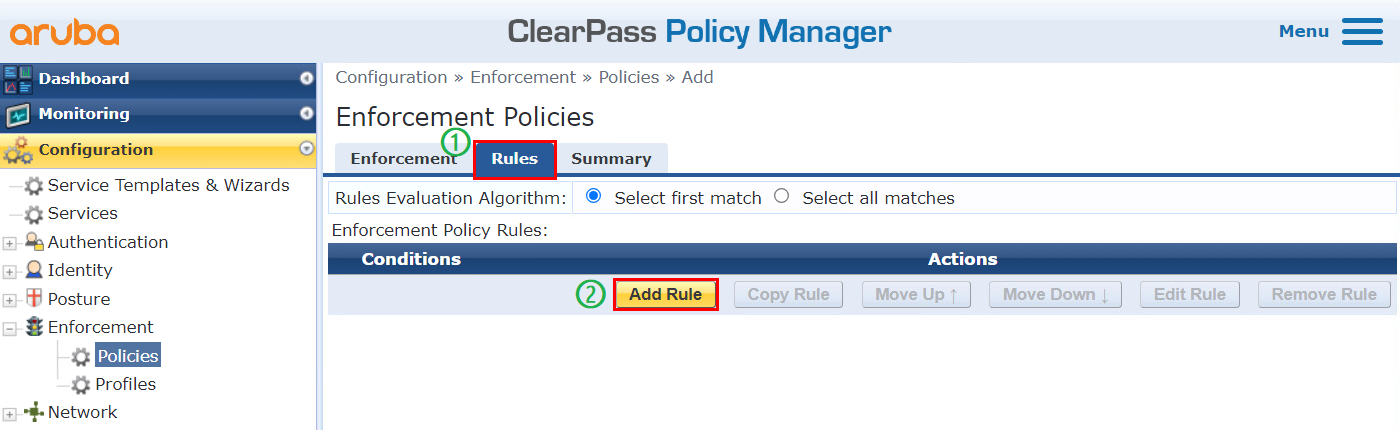 aruba
ClearPass Policy Manager
Menu
Dashboard
Monitoring
Configuration
Service Templates & Wizards
Services
Authentication
Identity
Posture
Enforcement
Policies
Profiles
Network
Configuration » Enforcement » Policies » Add
Enforcement Policies
1
Enforcement Rules Summary
Rules Evaluation Algorithm: Select first match Select all matches
Enforcement Policy Rules:
Conditions Actions
2 Add Rule Copy Rule Move Up ↑ Move Down ↓ Edit Rule Remove Rule